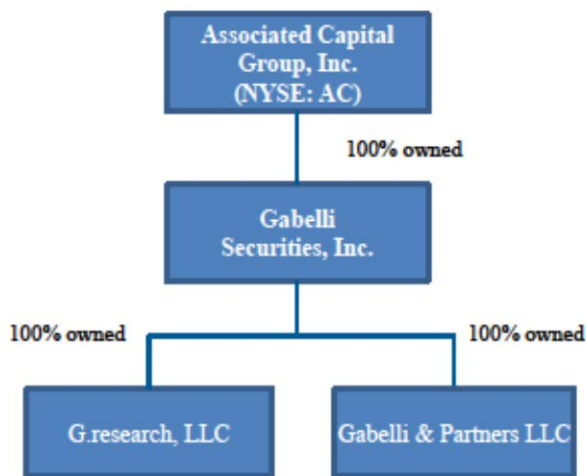 Associated Capital
Group, Inc.
(NYSE: AC)
100% owned
Gabelli
Securities, Inc.
100% owned
100% owned
G.research, LLC
Gabelli & Partners LLC